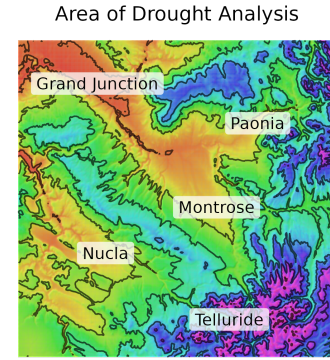 Area of Drought Analysis
Grand Junction
Paonia
Montrose
Nucla
Telluride